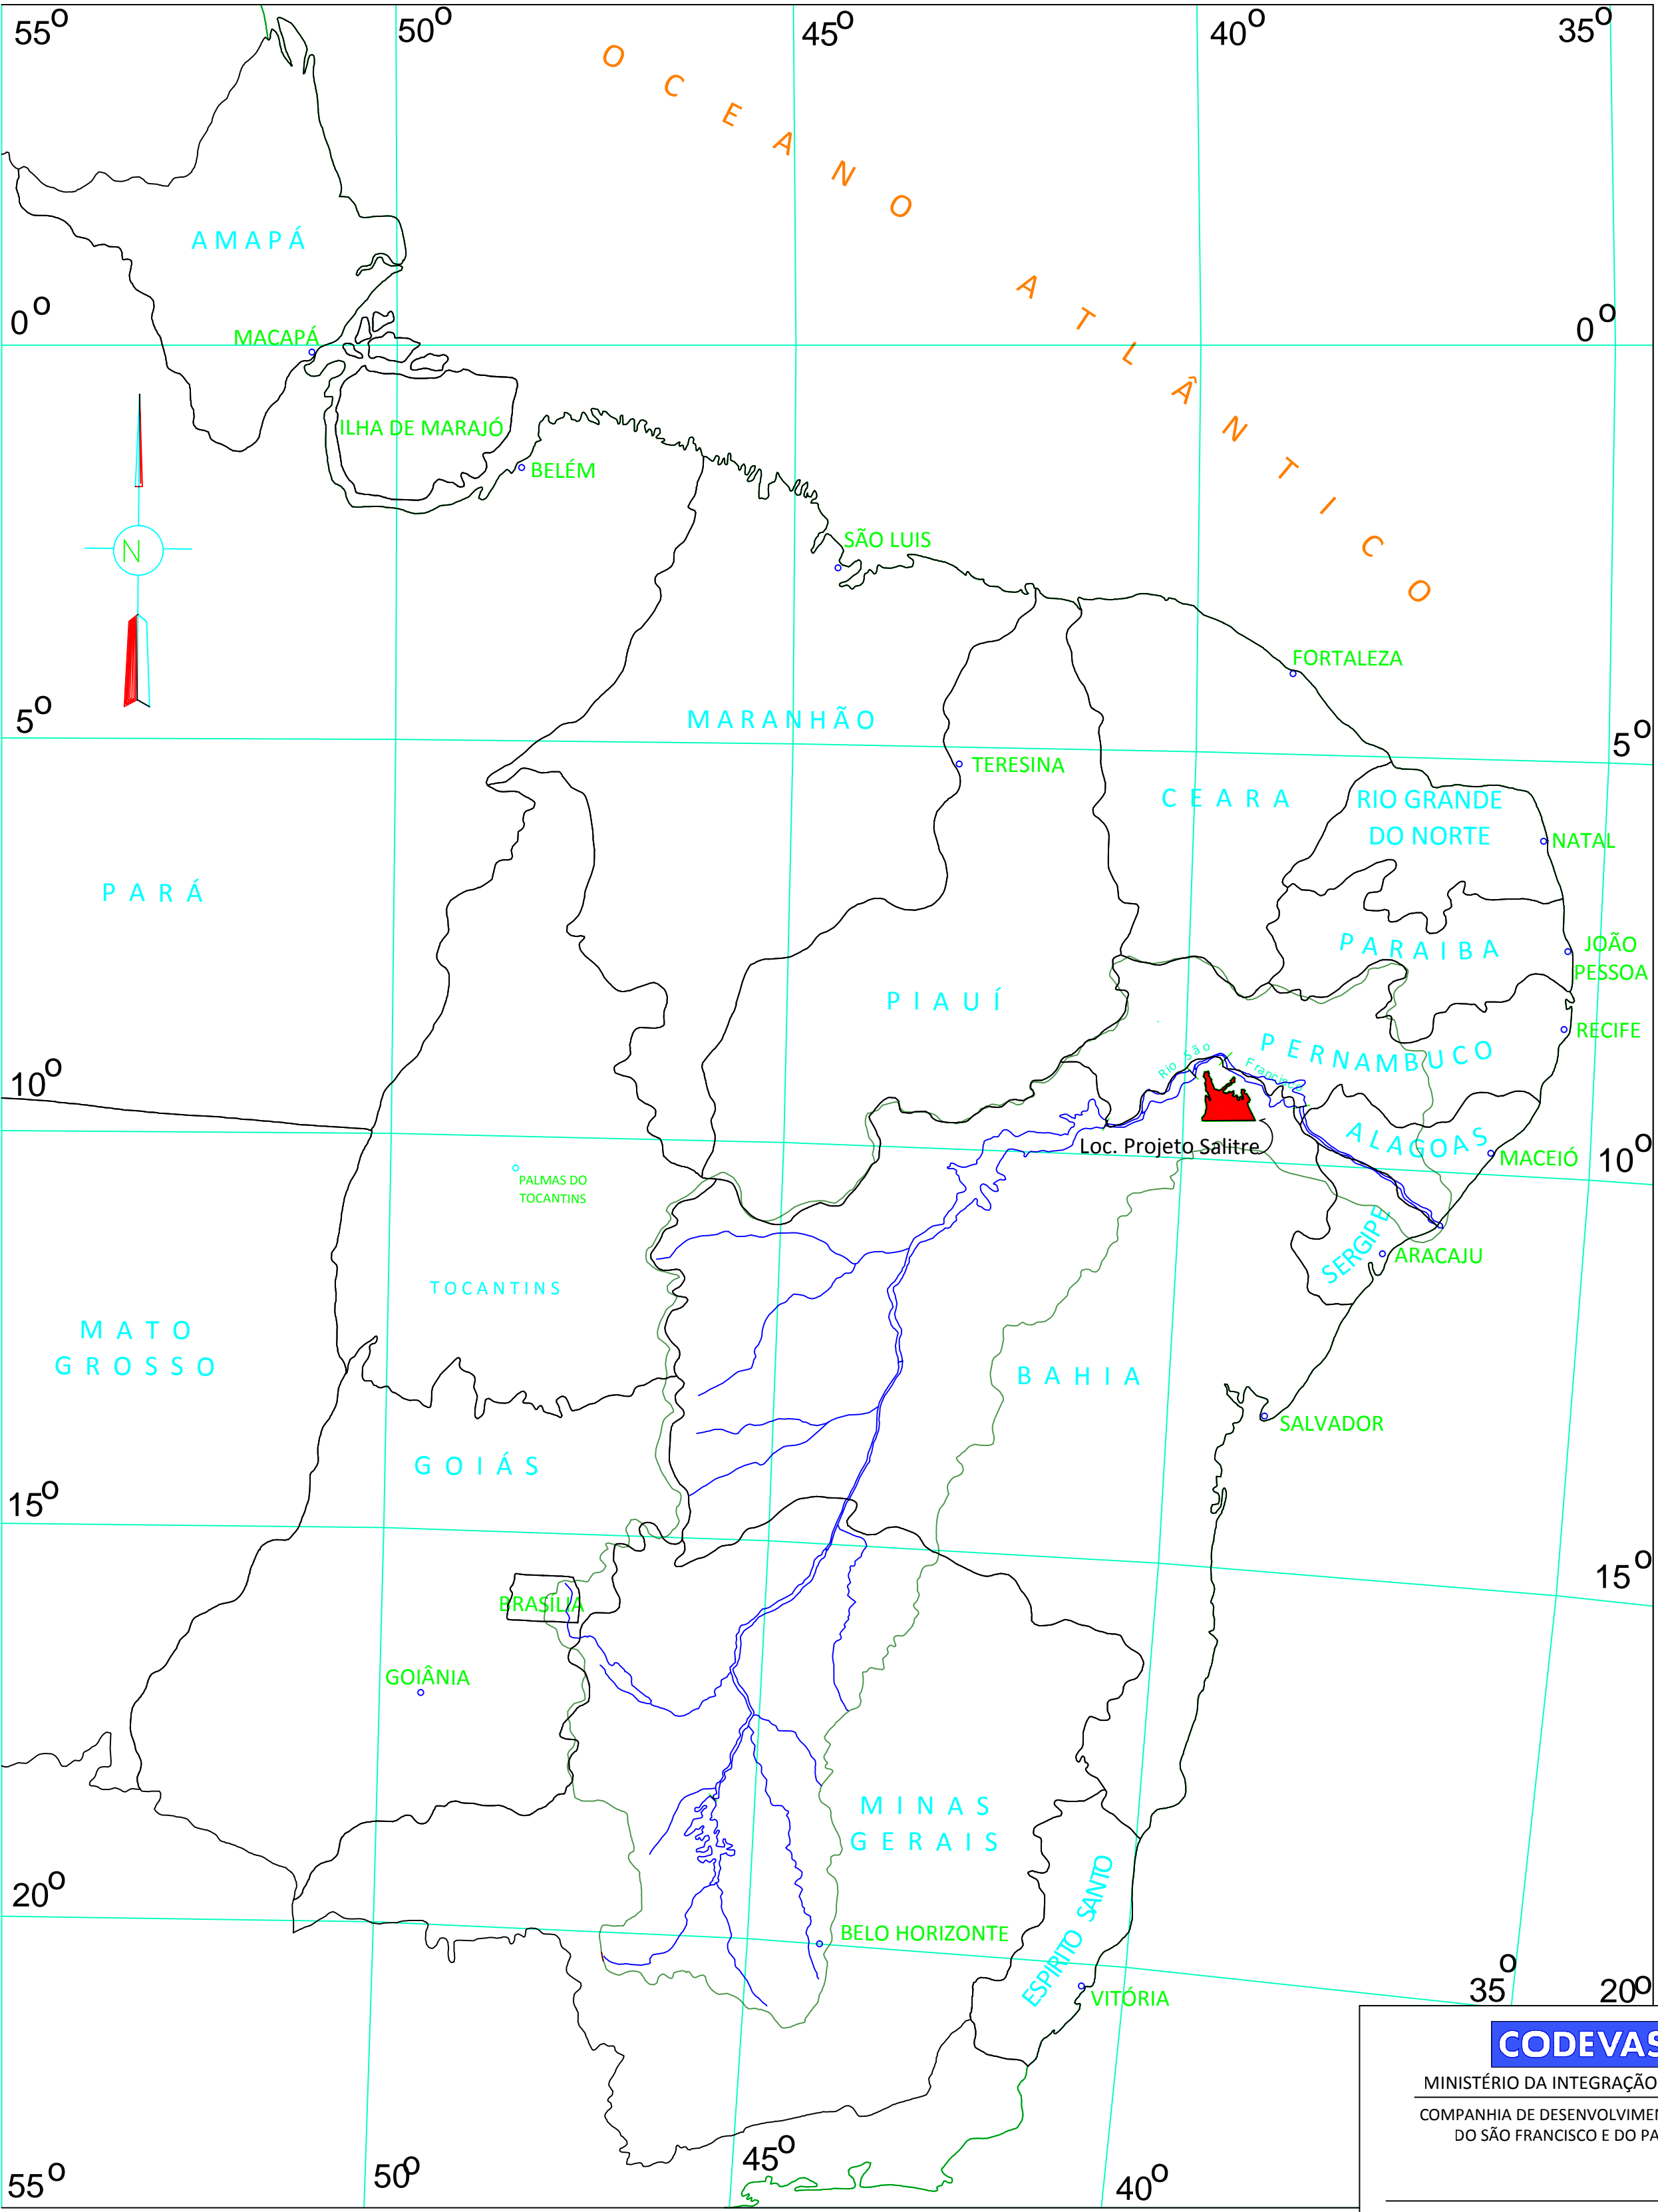 55º
50º
45º
40º
35º
OCEANO ATLÂNTICO
AMAPÁ
0º
0º
MACAPÁ
ILHA DE MARAJÓ
BELÉM
N
SÃO LUIS
FORTALEZA
5º
MARANHÃO
5º
TERESINA
CEARA
RIO GRANDE
DO NORTE
NATAL
PARÁ
PARAIBA
JOÃO
PESSOA
PIAUÍ
RECIFE
PERNAMBUCO
Rio São Francisco
10º
Loc. Projeto Salitre
ALAGOAS
MACEIÓ
10º
PALMAS DO
TOCANTINS
SERGIPE
ARACAJU
TOCANTINS
MATO
GROSSO
BAHIA
SALVADOR
GOIÁS
15º
15º
BRASÍLIA
GOIÂNIA
MINAS
GERAIS
20º
ESPIRITO SANTO
BELO HORIZONTE
VITÓRIA
35º
20º
CODEVAS
MINISTÉRIO DA INTEGRAÇÃO
COMPANHIA DE DESENVOLVIMEN
DO SÃO FRANCISCO E DO PA
55º
50º
45º
40º